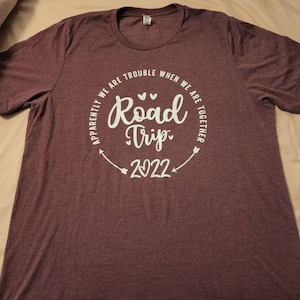 APPARENTLY WE ARE TROUBLE WHEN WE ARE TOGETHER
Road
Trip
2022